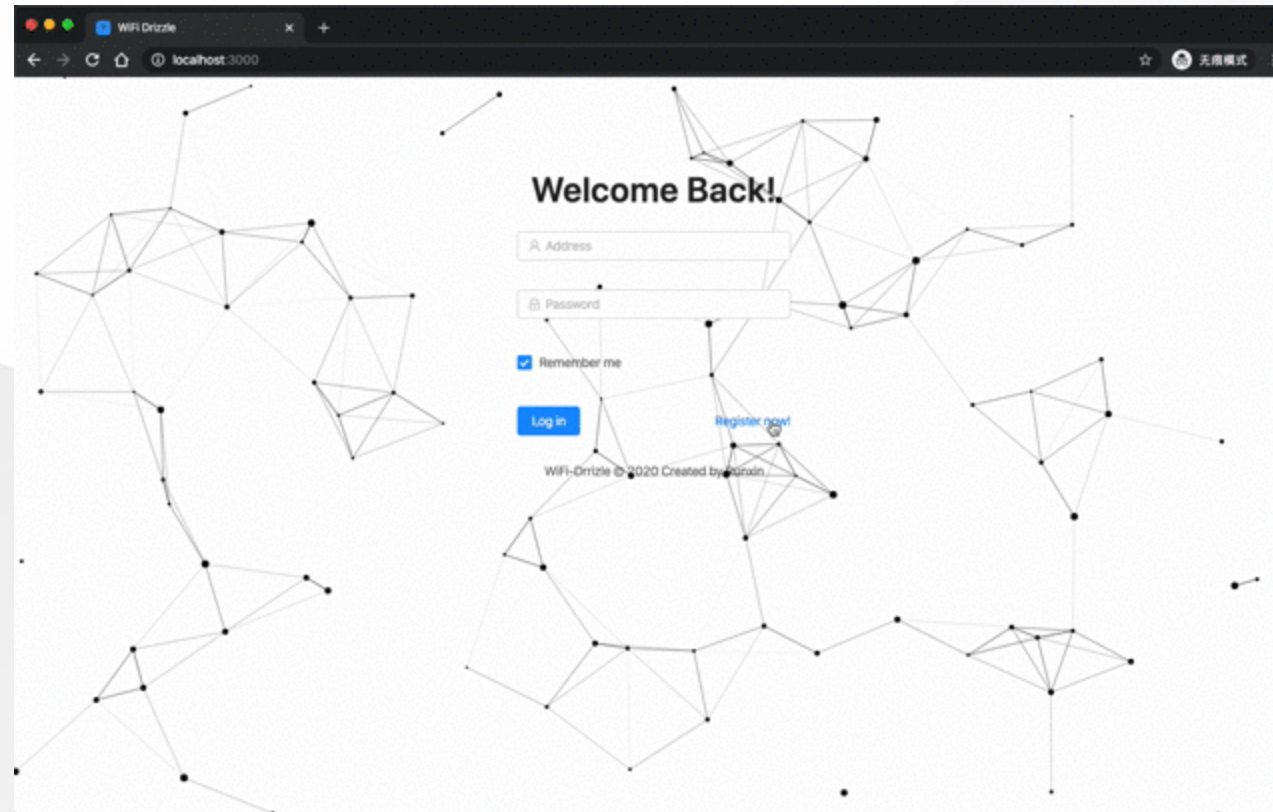 WiFi Drizzle
localhost:3000
无痕模式
Welcome Back!
Address
Password
Remember me
Log in
Register now!
WiFi-Drrizle © 2020 Created by Runxin